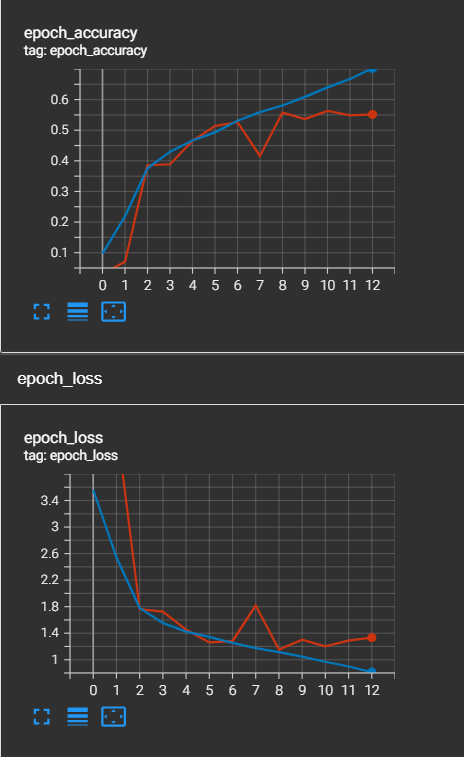 epoch_accuracy
tag: epoch_accuracy
0.6
0.5
0.4
0.3
0.2
0.1
0 1 2 3 4 5 6 7 8 9 10 11 12
epoch_loss
epoch_loss
tag: epoch_loss
3.4
3
2.6
2.2
1.8
1.4
1
0 1 2 3 4 5 6 7 8 9 10 11 12